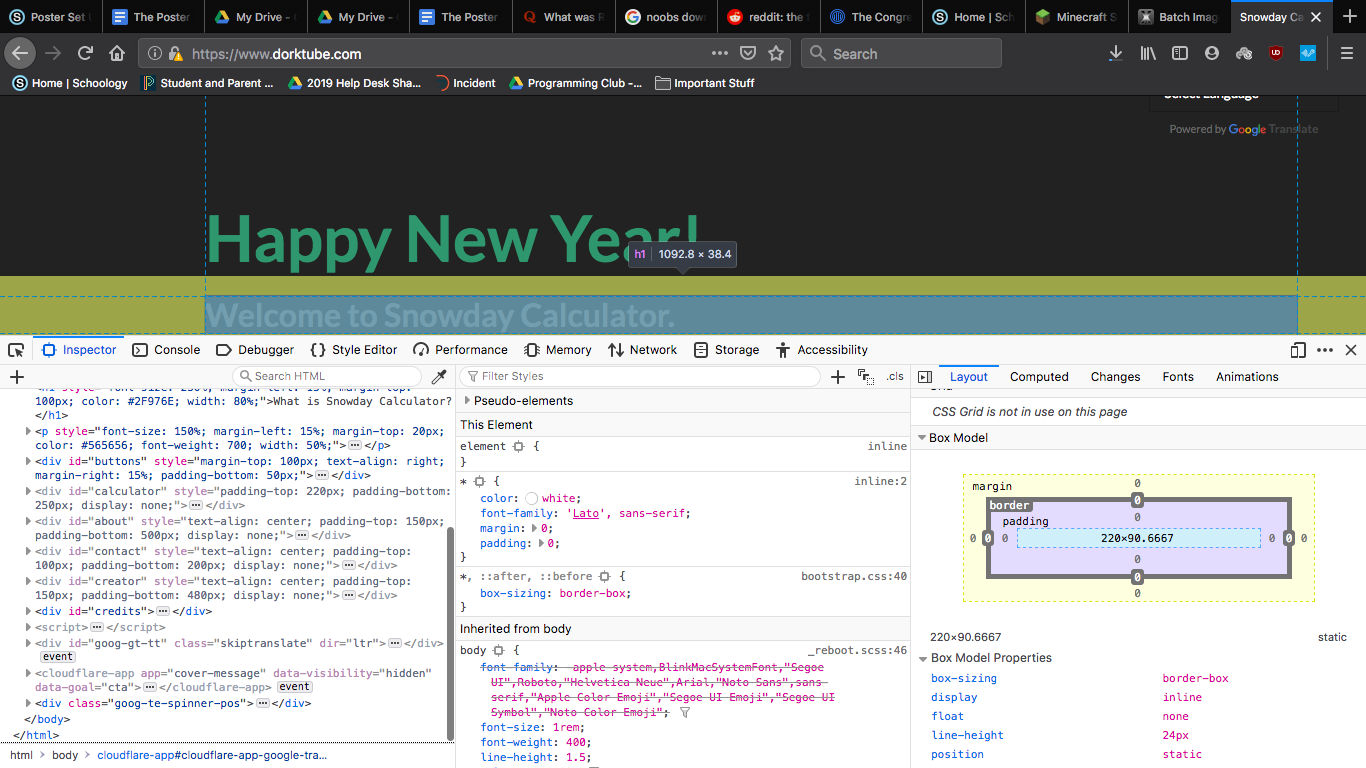 Poster Set
The Poster
My Drive -
My Drive -
The Poster
What was R
noobs dow
reddit: the f
The Congre
Home | Sch
Minecraft S
Batch Imag
Snowday Ca
https://www.dorktube.com
Search
Home | Schoology
Student and Parent ...
2019 Help Desk Sha...
Incident
Programming Club -...
Important Stuff
Select Language
Powered by Google Translate
Happy New Year!
h1 1092.8 × 38.4
Welcome to Snowday Calculator.
Inspector
Console
Debugger
Style Editor
Performance
Memory
Network
Storage
Accessibility
Search HTML
100px; color: #2F976E; width: 80%;">What is Snowday Calculator?
</h1>
<p style="font-size: 150%; margin-left: 15%; margin-top: 20px;
color: #565656; font-weight: 700; width: 50%;"></p>
<div id="buttons" style="margin-top: 100px; text-align: right;
margin-right: 15%; padding-bottom: 50px;"></div>
<div id="calculator" style="padding-top: 220px; padding-bottom:
250px; display: none;"></div>
<div id="about" style="text-align: center; padding-top: 150px;
padding-bottom: 500px; display: none;"></div>
<div id="contact" style="text-align: center; padding-top:
100px; padding-bottom: 200px; display: none;"></div>
<div id="creator" style="text-align: center; padding-top:
150px; padding-bottom: 480px; display: none;"></div>
<div id="credits"></div>
<script></script>
<div id="goog-gt-tt" class="skiptranslate" dir="ltr"></div>
event
<cloudflare-app app="cover-message" data-visibility="hidden"
data-goal="cta"></cloudflare-app> event
<div class="goog-te-spinner-pos"></div>
</body>
</html>
html > body > cloudflare-app#cloudflare-app-google-tra...
Filter Styles
.cls
Pseudo-elements
This Element
element { inline
}
* { inline:2
color: white;
font-family: 'Lato', sans-serif;
margin: 0;
padding: 0;
}
*, ::after, ::before { bootstrap.css:40
box-sizing: border-box;
}
Inherited from body
body { _reboot.scss:46
font-family: -apple-system,BlinkMacSystemFont,"Segoe
UI",Roboto,"Helvetica Neue",Arial,"Noto Sans",sans-
serif,"Apple Color Emoji","Segoe UI Emoji","Segoe UI
Symbol","Noto Color Emoji";
font-size: 1rem;
font-weight: 400;
line-height: 1.5;
Layout
Computed
Changes
Fonts
Animations
CSS Grid is not in use on this page
Box Model
margin 0
border 0
padding 0
0 0 0 220×90.6667 0 0 0
0
0
0
220×90.6667 static
Box Model Properties
box-sizing border-box
display inline
float none
line-height 24px
position static